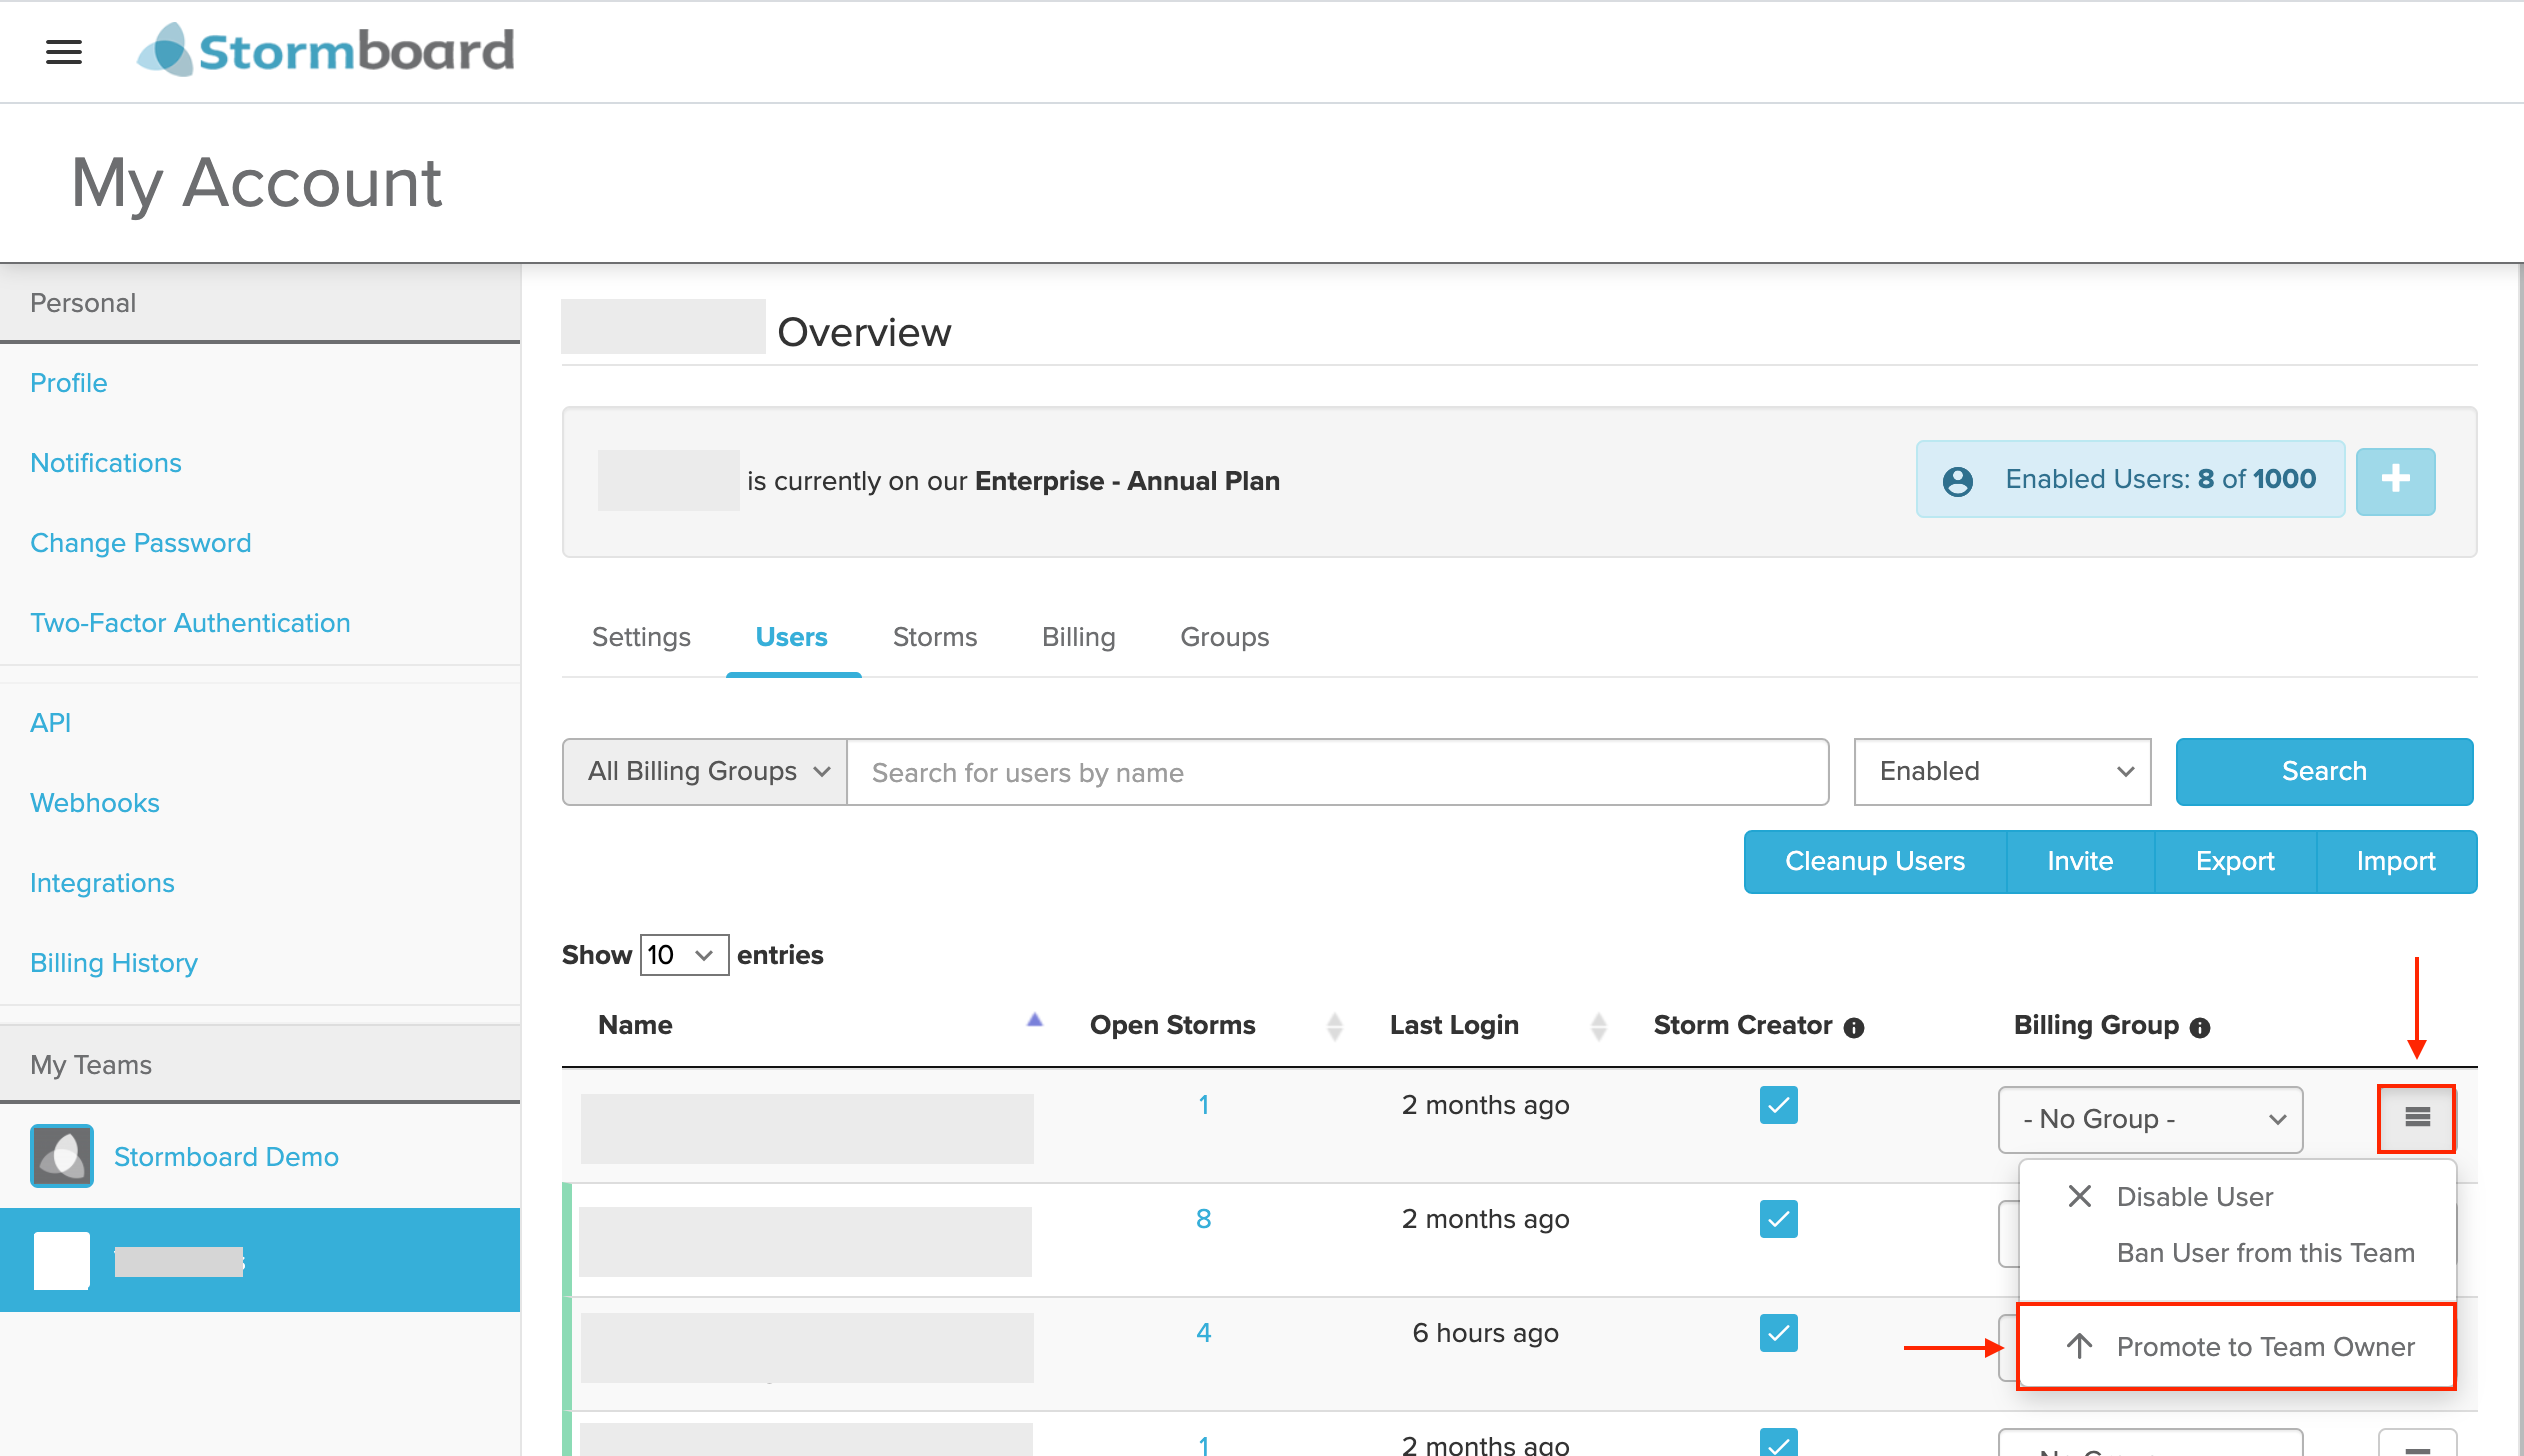 Stormboard
My Account
Personal
Profile
Notifications
Change Password
Two-Factor Authentication
API
Webhooks
Integrations
Billing History
My Teams
Stormboard Demo
Overview
is currently on our Enterprise - Annual Plan
Enabled Users: 8 of 1000
Settings Users Storms Billing Groups
All Billing Groups Search for users by name Enabled Search
Cleanup Users Invite Export Import
Show 10 entries
Name Open Storms Last Login Storm Creator Billing Group
1 2 months ago - No Group -
Disable User
8 2 months ago
Ban User from this Team
4 6 hours ago
Promote to Team Owner
1 2 months ago